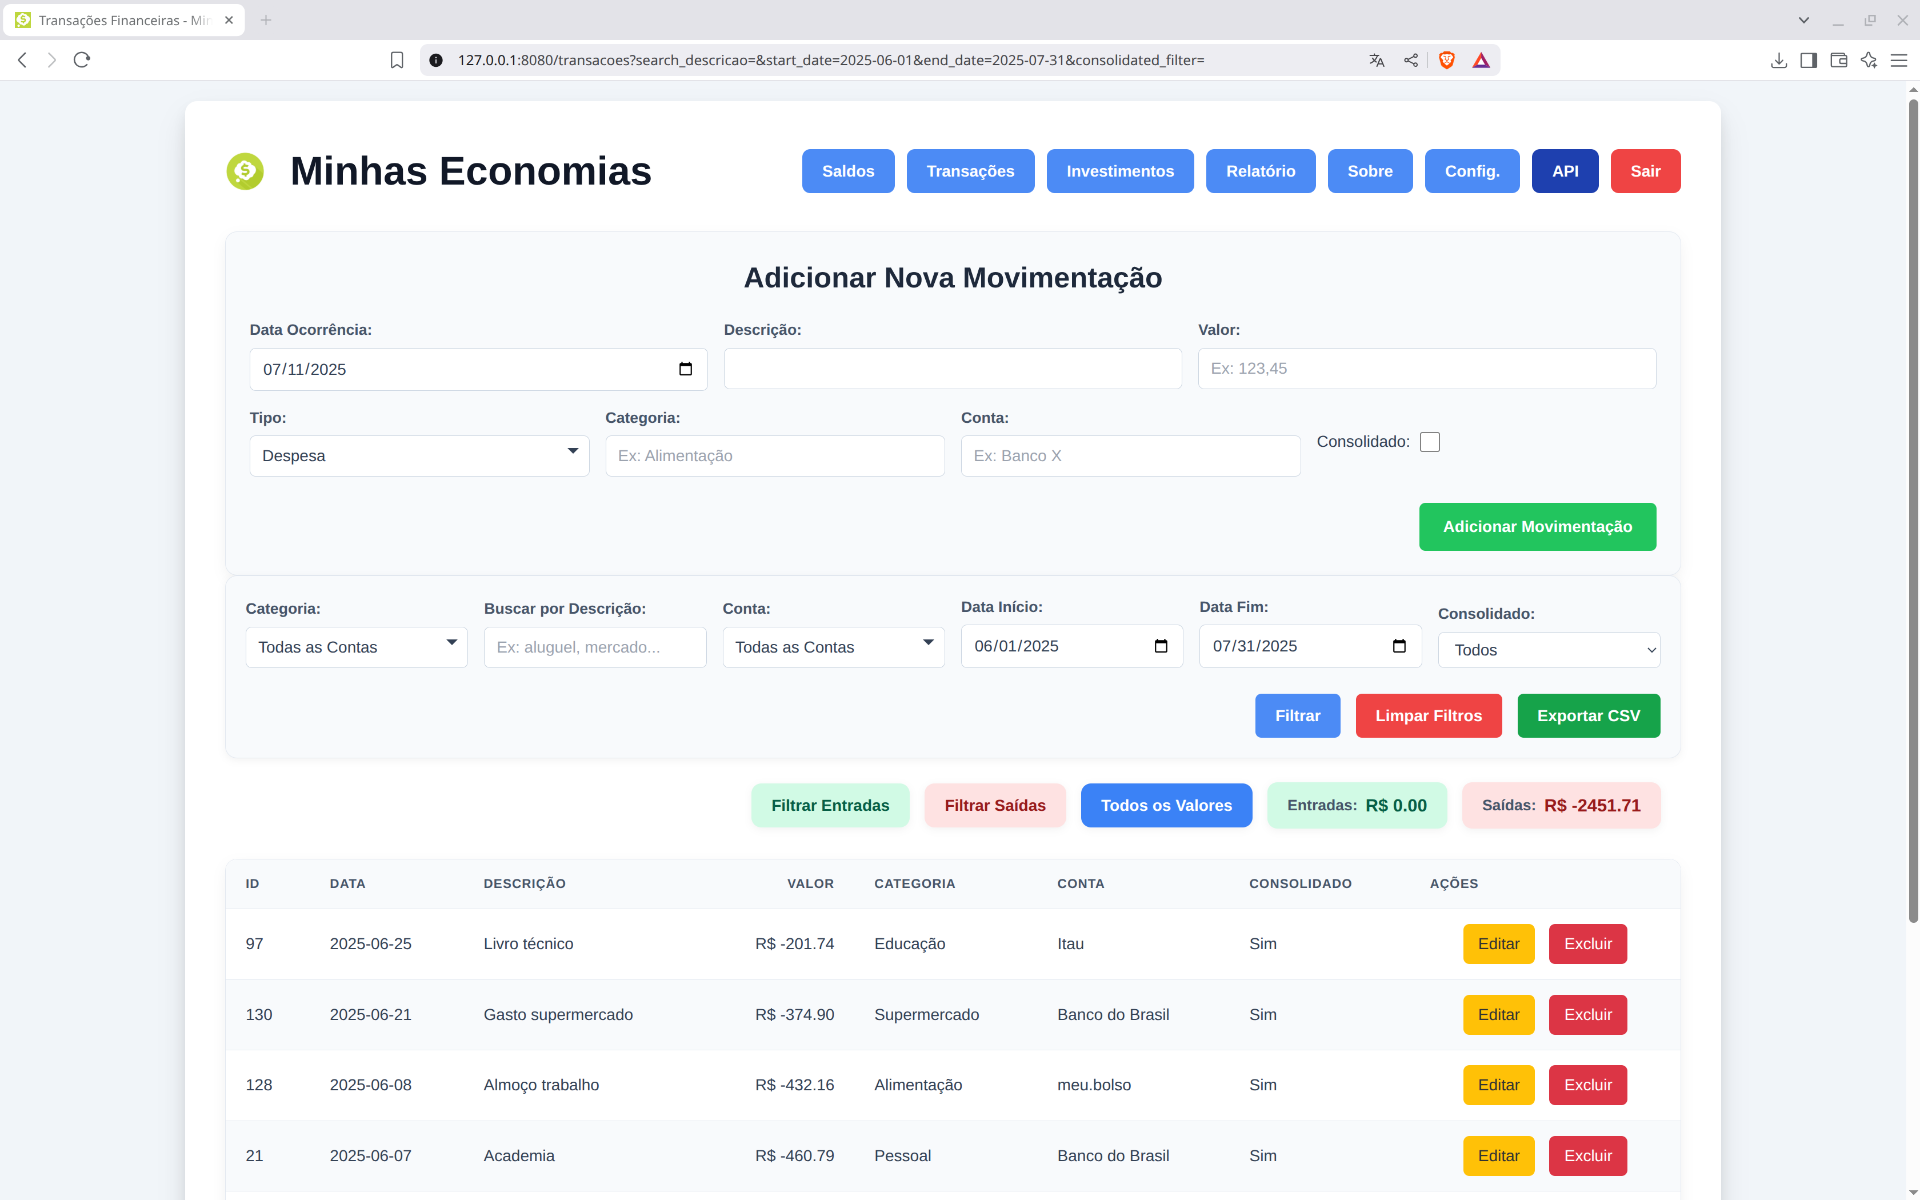 Transações Financeiras - Min
127.0.0.1:8080/transacoes?search_descricao=&start_date=2025-06-01&end_date=2025-07-31&consolidated_filter=
Minhas Economias
Saldos Transações Investimentos Relatório Sobre Config. API Sair
Adicionar Nova Movimentação
Data Ocorrência: Descrição: Valor:
07/11/2025 Ex: 123,45
Tipo: Categoria: Conta:
Consolidado:
Despesa Ex: Alimentação Ex: Banco X
Adicionar Movimentação
Categoria: Buscar por Descrição: Conta: Data Início: Data Fim: Consolidado:
Todas as Contas Ex: aluguel, mercado... Todas as Contas 06/01/2025 07/31/2025 Todos
Filtrar Limpar Filtros Exportar CSV
Filtrar Entradas Filtrar Saídas Todos os Valores Entradas: R$ 0.00 Saídas: R$ -2451.71
ID DATA DESCRIÇÃO VALOR CATEGORIA CONTA CONSOLIDADO AÇÕES
97 2025-06-25 Livro técnico R$ -201.74 Educação Itau Sim Editar Excluir
130 2025-06-21 Gasto supermercado R$ -374.90 Supermercado Banco do Brasil Sim Editar Excluir
128 2025-06-08 Almoço trabalho R$ -432.16 Alimentação meu.bolso Sim Editar Excluir
21 2025-06-07 Academia R$ -460.79 Pessoal Banco do Brasil Sim Editar Excluir